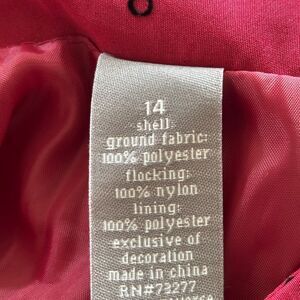 14
shell:
ground fabric:
100% polyester
flocking:
100% nylon
lining:
100% polyester
exclusive of
decoration
made in china
RN#73277